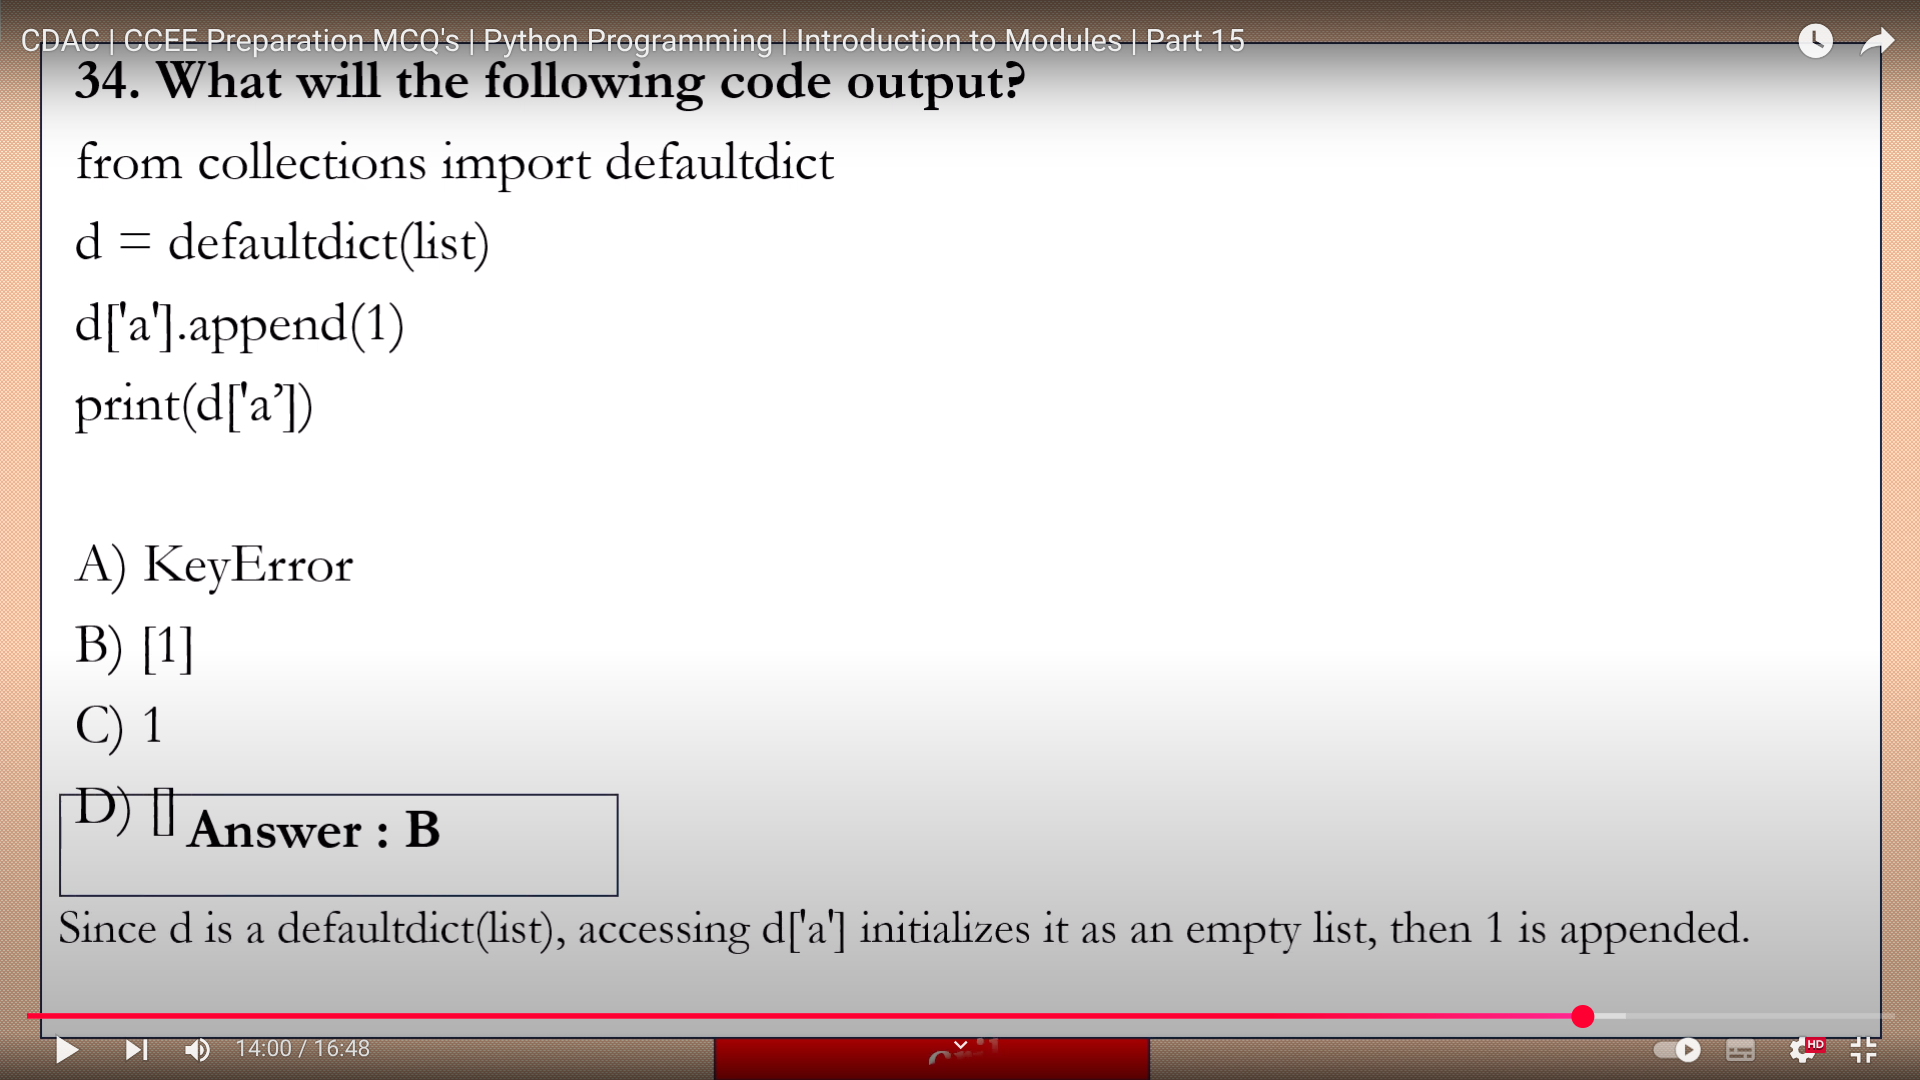 CDAC | CCEE Preparation MCQ's | Python Programming | Introduction to Modules | Part 15
34. What will the following code output?
from collections import defaultdict
d = defaultdict(list)
d['a'].append(1)
print(d['a’])
A) KeyError
B) [1]
C) 1
D) []
Answer : B
Since d is a defaultdict(list), accessing d['a'] initializes it as an empty list, then 1 is appended.
14:00 / 16:48
HD